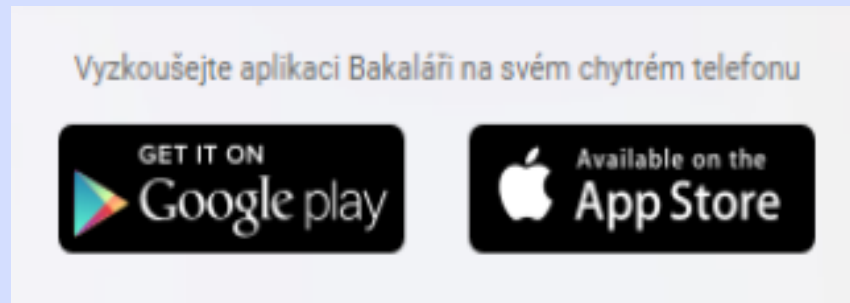 Vyzkoušejte aplikaci Bakaláři na svém chytrém telefonu
GET IT ON
Google play
Available on the
App Store